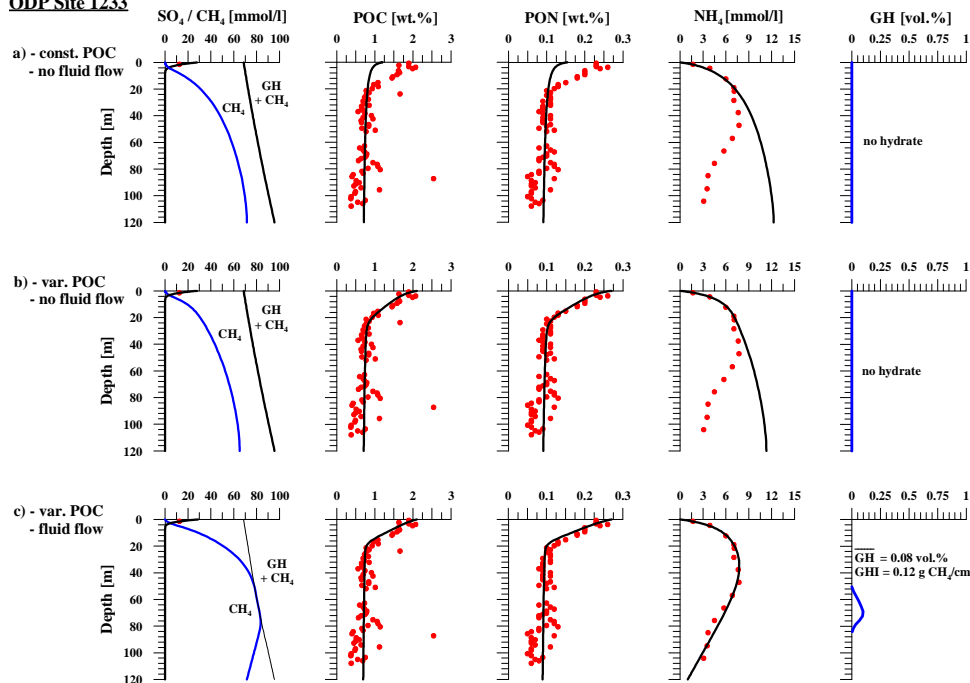 ODP Site 1233
SO4 / CH4 [mmol/l] POC [wt.%] PON [wt.%] NH4 [mmol/l] GH [vol.%]
a) - const. POC
- no fluid flow
0 20 40 60 80 100 0 1 2 3 0 0.1 0.2 0.3 0 3 6 9 12 15 0 0.25 0.5 0.75 1
0
20
40
60
80
100
120
Depth [m]
CH4
GH
+ CH4
no hydrate
b) - var. POC
- no fluid flow
0 20 40 60 80 100 0 1 2 3 0 0.1 0.2 0.3 0 3 6 9 12 15 0 0.25 0.5 0.75 1
0
20
40
60
80
100
120
Depth [m]
CH4
GH
+ CH4
no hydrate
c) - var. POC
- fluid flow
0 20 40 60 80 100 0 1 2 3 0 0.1 0.2 0.3 0 3 6 9 12 15 0 0.25 0.5 0.75 1
0
20
40
60
80
100
120
Depth [m]
GH
+ CH4
CH4
GH = 0.08 vol.%
GHI = 0.12 g CH4/cm